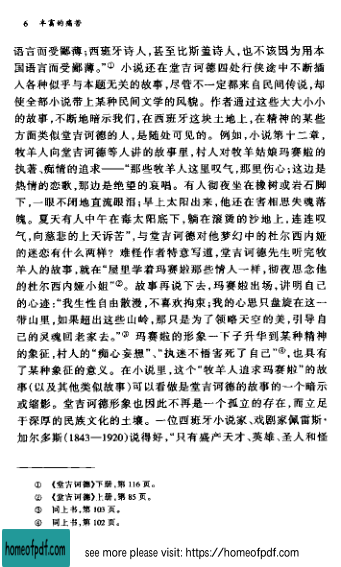 6 丰富的痛苦
语言而受鄙薄;西班牙诗人,甚至比斯盖诗人,也不该因为用本
国语言而受鄙薄。”① 小说还在堂吉诃德四处行侠途中不断插
入各种似乎与本题无关的故事,尽管不一定都来自民间传说,却
使全部小说带上某种民间文学的风貌。作者通过这些大大小小
的故事,不断地暗示我们,在西班牙这块土地上,在精神的某些
方面类似堂吉诃德的人,是随处可见的。例如,小说第十二章,
牧羊人向堂吉诃德等人讲的故事里,村人对牧羊姑娘玛赛啦的
执著、痴情的追求——“那些牧羊人这里叹气,那里伤心;这边是
热情的恋歌,那边是绝望的哀唱。有人彻夜坐在橡树或岩石脚
下,一眼不闭地直流眼泪;早上太阳出来,他还在害相思失魂落
魄。夏天有人中午在毒太阳底下,躺在滚烫的沙地上,连连叹
气,向慈悲的上天诉苦”,与堂吉诃德对他梦幻中的杜尔西内娅
的迷恋有什么两样?难怪作者特意写道,堂吉诃德先生听完牧
羊人的故事,就在“屋里学着玛赛啦那些情人一样,彻夜思念他
的杜尔西内娅小姐”②。故事再说下去,玛赛啦出场,讲明自己
的心迹:“我生性自由散漫,不喜欢拘束;我的心思只盘旋在这一
带山里,如果超出这些山岭,那只是为了领略天空的美,引导自
己的灵魂回老家去。”③ 玛赛啦的形象一下子升华到某种精神
的象征,村人的“痴心妄想”、“执迷不悟害死了自己”④,也具有
了某种象征的意义。在小说里,这个“牧羊人追求玛赛啦”的故
事(以及其他类似故事)可以看做是堂吉诃德的故事的一个暗示
或缩影。堂吉诃德形象也因此不再是一个孤立的存在,而立足
于深厚的民族文化的土壤。一位西班牙小说家、戏剧家佩雷斯·
加尔多斯(1843—1920)说得好,“只有盛产天才、英雄、圣人和怪
① 《堂吉诃德》下册,第 116 页。
② 《堂吉诃德》上册,第 85 页。
③ 同上书,第 103 页。
④ 同上书,第 102 页。
homeofpdf.com
see more please visit: https://homeofpdf.com